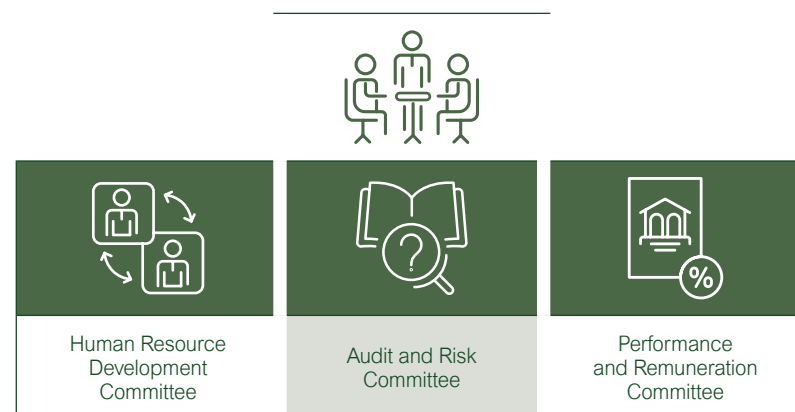 Human Resource
Development
Committee
Audit and Risk
Committee
Performance
and Remuneration
Committee
?
%